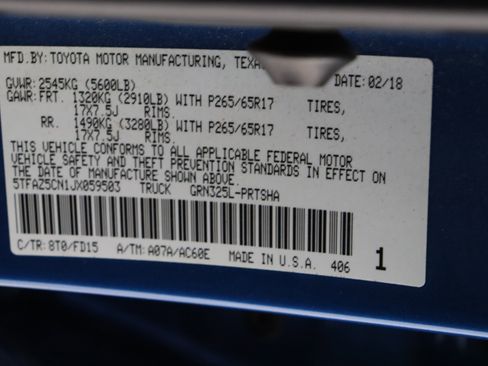 MFD.BY: TOYOTA MOTOR MANUFACTURING, TEXA
DATE: 02/18
GVWR: 2545KG (5600LB)
GAWR: FRT. 1320KG (2910LB) WITH P265/65R17 TIRES,
17X7.5J RIMS.
RR. 1490KG (3280LB) WITH P265/65R17 TIRES,
17X7.5J RIMS.
THIS VEHICLE CONFORMS TO ALL APPLICABLE FEDERAL MOTOR
VEHICLE SAFETY AND THEFT PREVENTION STANDARDS IN EFFECT ON
THE DATE OF MANUFACTURE SHOWN ABOVE.
5TFAZ5CN1JX059503 TRUCK GRN325L-PRTSHA
C/TR: 8T0/FD15 A/TM: A07A/AC60E MADE IN U.S.A. 406 1